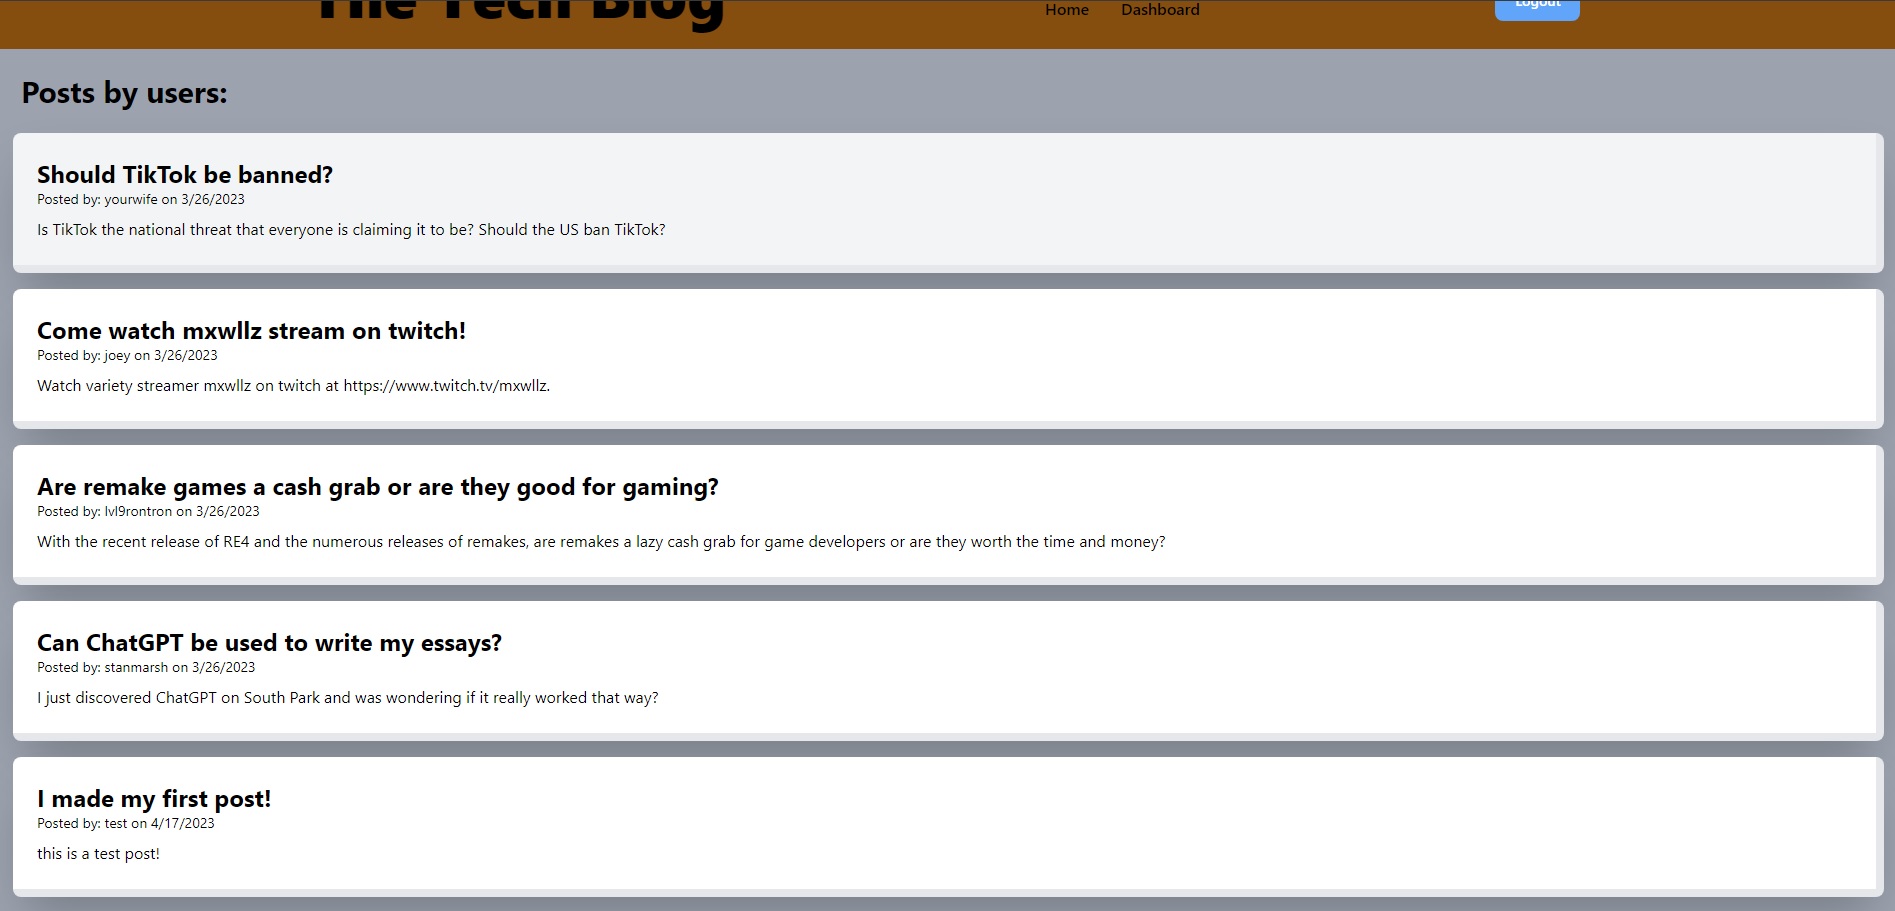 The Tech Blog
Home
Dashboard
Logout
Posts by users:
Should TikTok be banned?
Posted by: yourwife on 3/26/2023
Is TikTok the national threat that everyone is claiming it to be? Should the US ban TikTok?
Come watch mxwllz stream on twitch!
Posted by: joey on 3/26/2023
Watch variety streamer mxwllz on twitch at https://www.twitch.tv/mxwllz.
Are remake games a cash grab or are they good for gaming?
Posted by: lvl9rontron on 3/26/2023
With the recent release of RE4 and the numerous releases of remakes, are remakes a lazy cash grab for game developers or are they worth the time and money?
Can ChatGPT be used to write my essays?
Posted by: stanmarsh on 3/26/2023
I just discovered ChatGPT on South Park and was wondering if it really worked that way?
I made my first post!
Posted by: test on 4/17/2023
this is a test post!